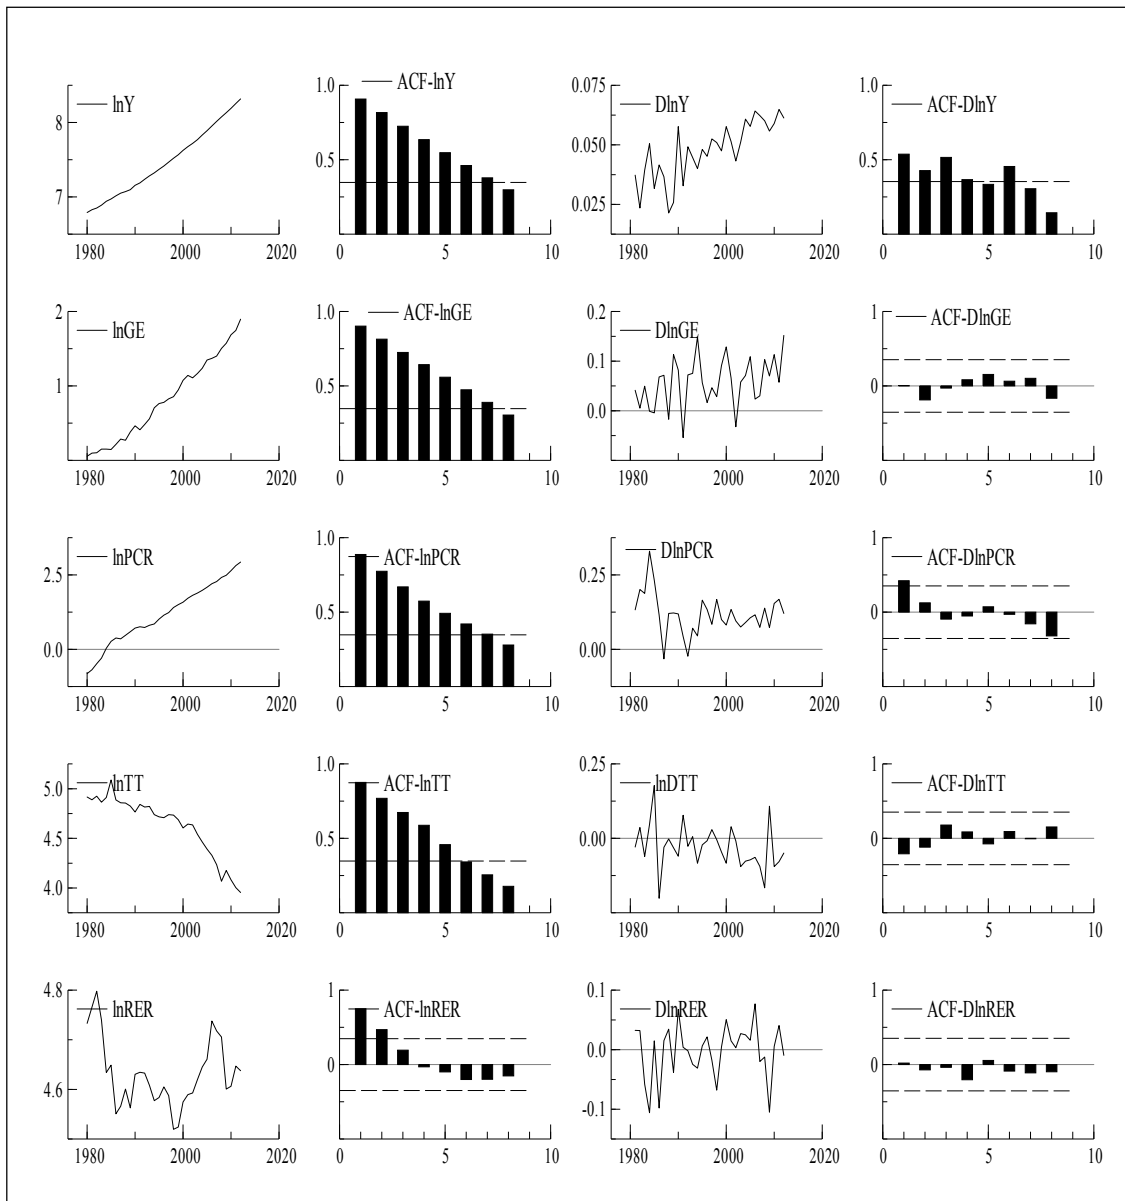 lnY
8
7
1980 2000 2020
ACF-lnY
1.0
0.5
0 5 10
DlnY
0.075
0.050
0.025
1980 2000 2020
ACF-DlnY
1.0
0.5
0 5 10
lnGE
2
1
1980 2000 2020
ACF-lnGE
1.0
0.5
0 5 10
DlnGE
0.2
0.1
0.0
1980 2000 2020
ACF-DlnGE
1
0
0 5 10
lnPCR
2.5
0.0
1980 2000 2020
ACF-lnPCR
1.0
0.5
0 5 10
DlnPCR
0.50
0.25
0.00
1980 2000 2020
ACF-DlnPCR
1
0
0 5 10
lnTT
5.0
4.5
4.0
1980 2000 2020
ACF-lnTT
1.0
0.5
0 5 10
lnDTT
0.25
0.00
1980 2000 2020
ACF-DlnTT
1
0
0 5 10
lnRER
4.8
4.6
1980 2000 2020
ACF-lnRER
1
0
0 5 10
DlnRER
0.1
0.0
-0.1
1980 2000 2020
ACF-DlnRER
1
0
0 5 10